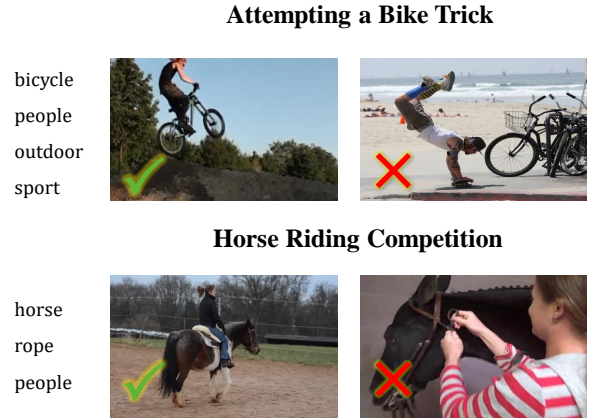 Attempting a Bike Trick
bicycle
people
outdoor
sport
Horse Riding Competition
horse
rope
people